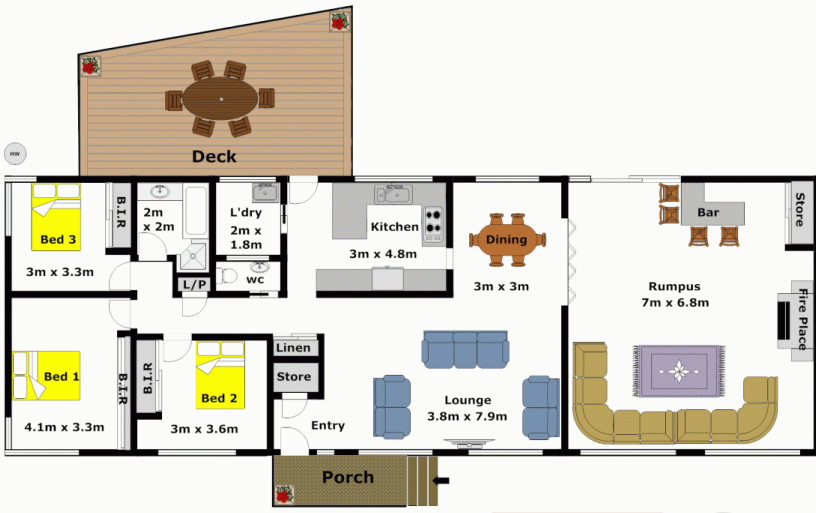 Deck
HW
B.I.R
2m
x 2m
L'dry
2m x
1.8m
Kitchen
3m x 4.8m
Bed 3
3m x 3.3m
wc
L/P
Dining
3m x 3m
Bar
Store
Rumpus
7m x 6.8m
Fire Place
Bed 1
4.1m x 3.3m
B.I.R
B.I.R
Bed 2
3m x 3.6m
Linen
Store
Entry
Lounge
3.8m x 7.9m
Porch